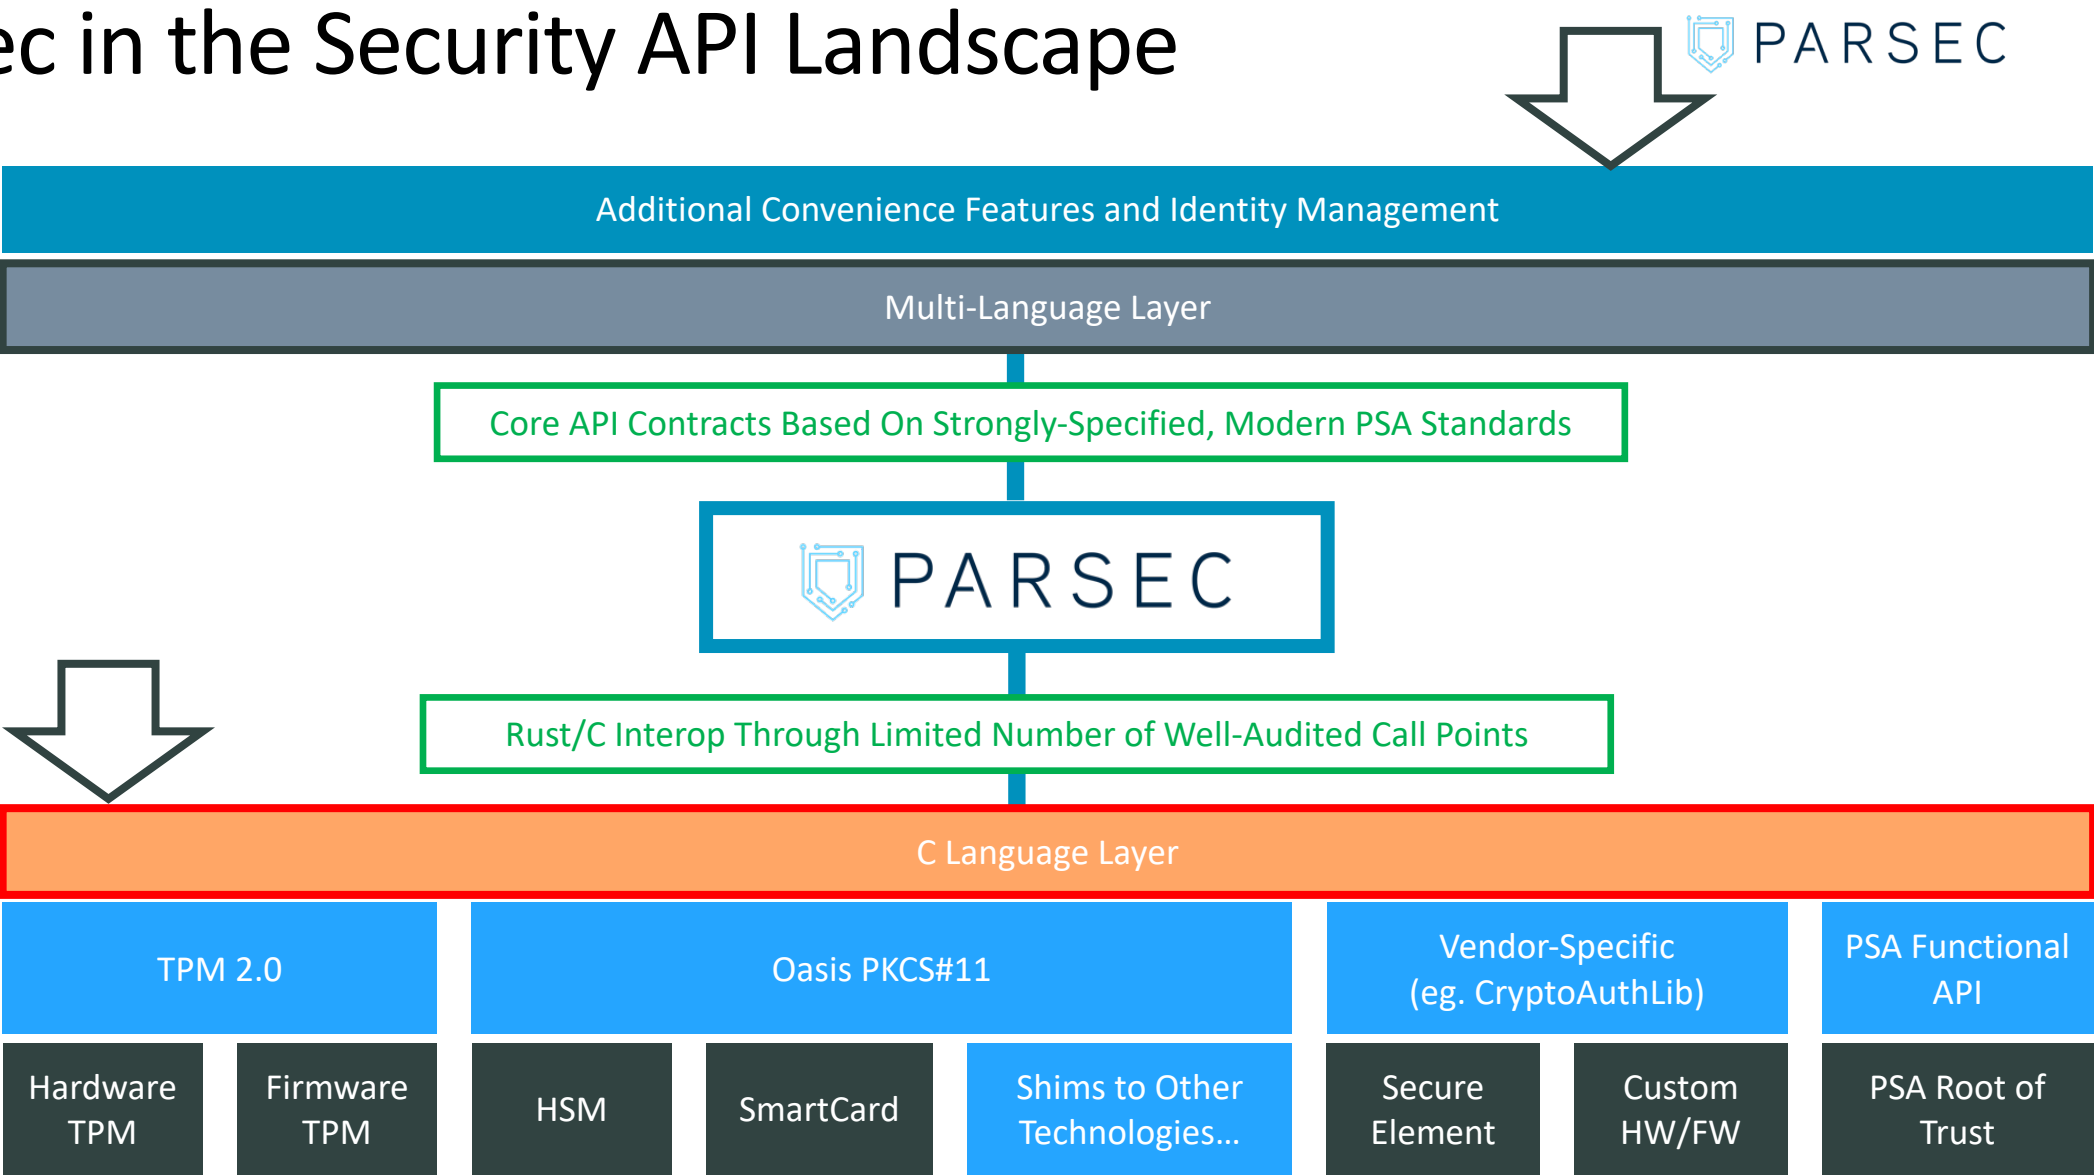 ec in the Security API Landscape
PARSEC
Additional Convenience Features and Identity Management
Multi-Language Layer
Core API Contracts Based On Strongly-Specified, Modern PSA Standards
PARSEC
Rust/C Interop Through Limited Number of Well-Audited Call Points
C Language Layer
TPM 2.0
Oasis PKCS#11
Vendor-Specific
(eg. CryptoAuthLib)
PSA Functional
API
Hardware
TPM
Firmware
TPM
HSM
SmartCard
Shims to Other
Technologies...
Secure
Element
Custom
HW/FW
PSA Root of
Trust